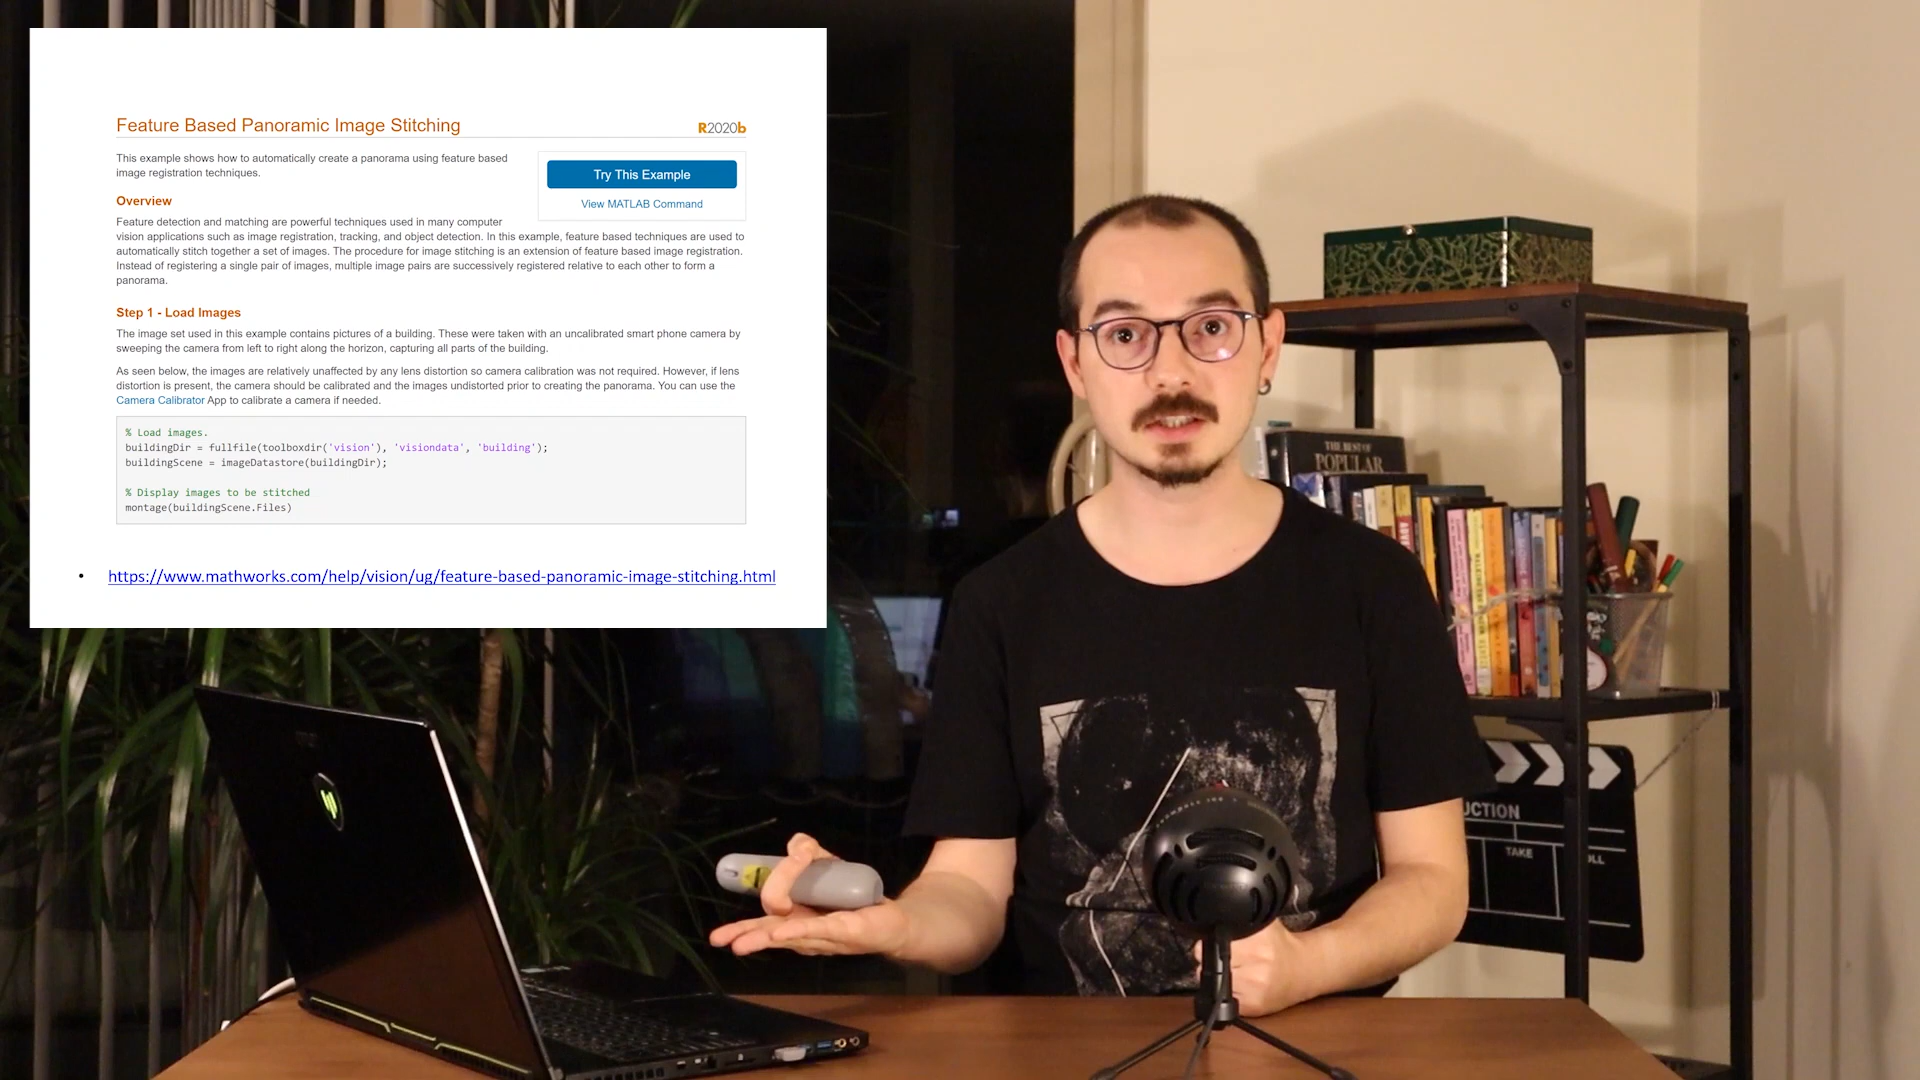 Feature Based Panoramic Image Stitching
R2020b
This example shows how to automatically create a panorama using feature based
image registration techniques.
Try This Example
View MATLAB Command
Overview
Feature detection and matching are powerful techniques used in many computer
vision applications such as image registration, tracking, and object detection. In this example, feature based techniques are used to
automatically stitch together a set of images. The procedure for image stitching is an extension of feature based image registration.
Instead of registering a single pair of images, multiple image pairs are successively registered relative to each other to form a
panorama.
Step 1 - Load Images
The image set used in this example contains pictures of a building. These were taken with an uncalibrated smart phone camera by
sweeping the camera from left to right along the horizon, capturing all parts of the building.
As seen below, the images are relatively unaffected by any lens distortion so camera calibration was not required. However, if lens
distortion is present, the camera should be calibrated and the images undistorted prior to creating the panorama. You can use the
Camera Calibrator App to calibrate a camera if needed.
% Load images.
buildingDir = fullfile(toolboxdir('vision'), 'visiondata', 'building');
buildingScene = imageDatastore(buildingDir);
% Display images to be stitched
montage(buildingScene.Files)
• https://www.mathworks.com/help/vision/ug/feature-based-panoramic-image-stitching.html
THE BEST OF
POPULAR
UCTION
TAKE
OLL